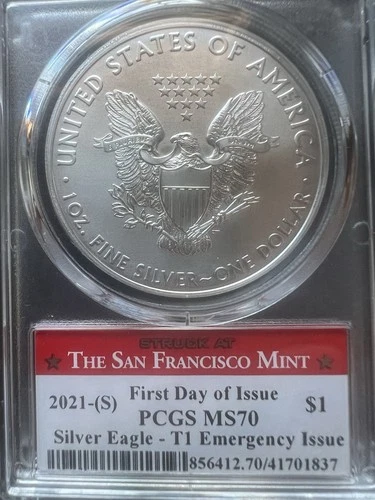 UNITED STATES OF AMERICA
1 OZ. FINE SILVER~ONE DOLLAR
STRUCK AT
THE SAN FRANCISCO MINT
2021-(S) First Day of Issue $1
PCGS MS70
Silver Eagle - T1 Emergency Issue
856412.70/41701837